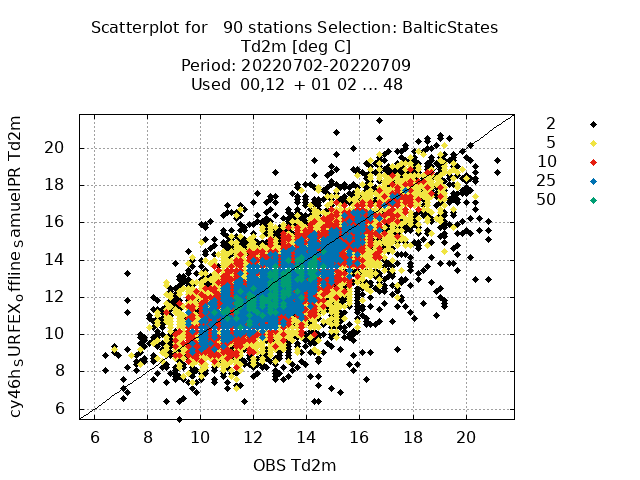 Scatterplot for 90 stations Selection: BalticStates
Td2m [deg C]
Period: 20220702-20220709
Used 00,12 + 01 02 ... 48
cy46h_SURFEX_offline_samuelPR Td2m
20
18
16
14
12
10
8
6
6 8 10 12 14 16 18 20
OBS Td2m
2
5
10
25
50